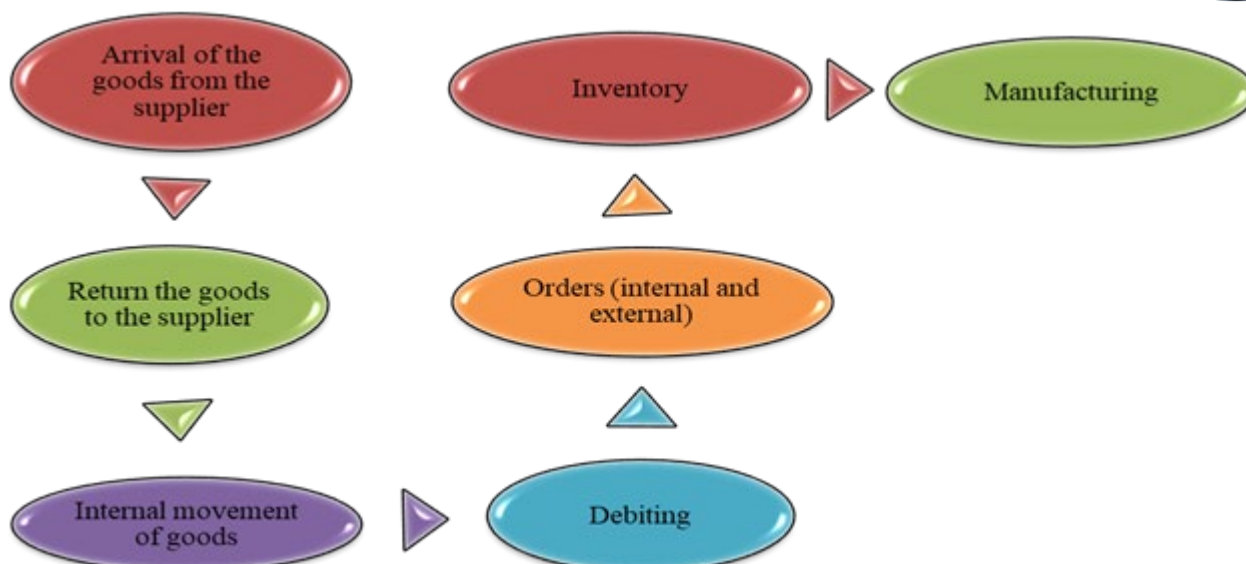 Arrival of the
goods from the
supplier
Return the goods
to the supplier
Internal movement
of goods
Debiting
Orders (internal and
external)
Inventory
Manufacturing